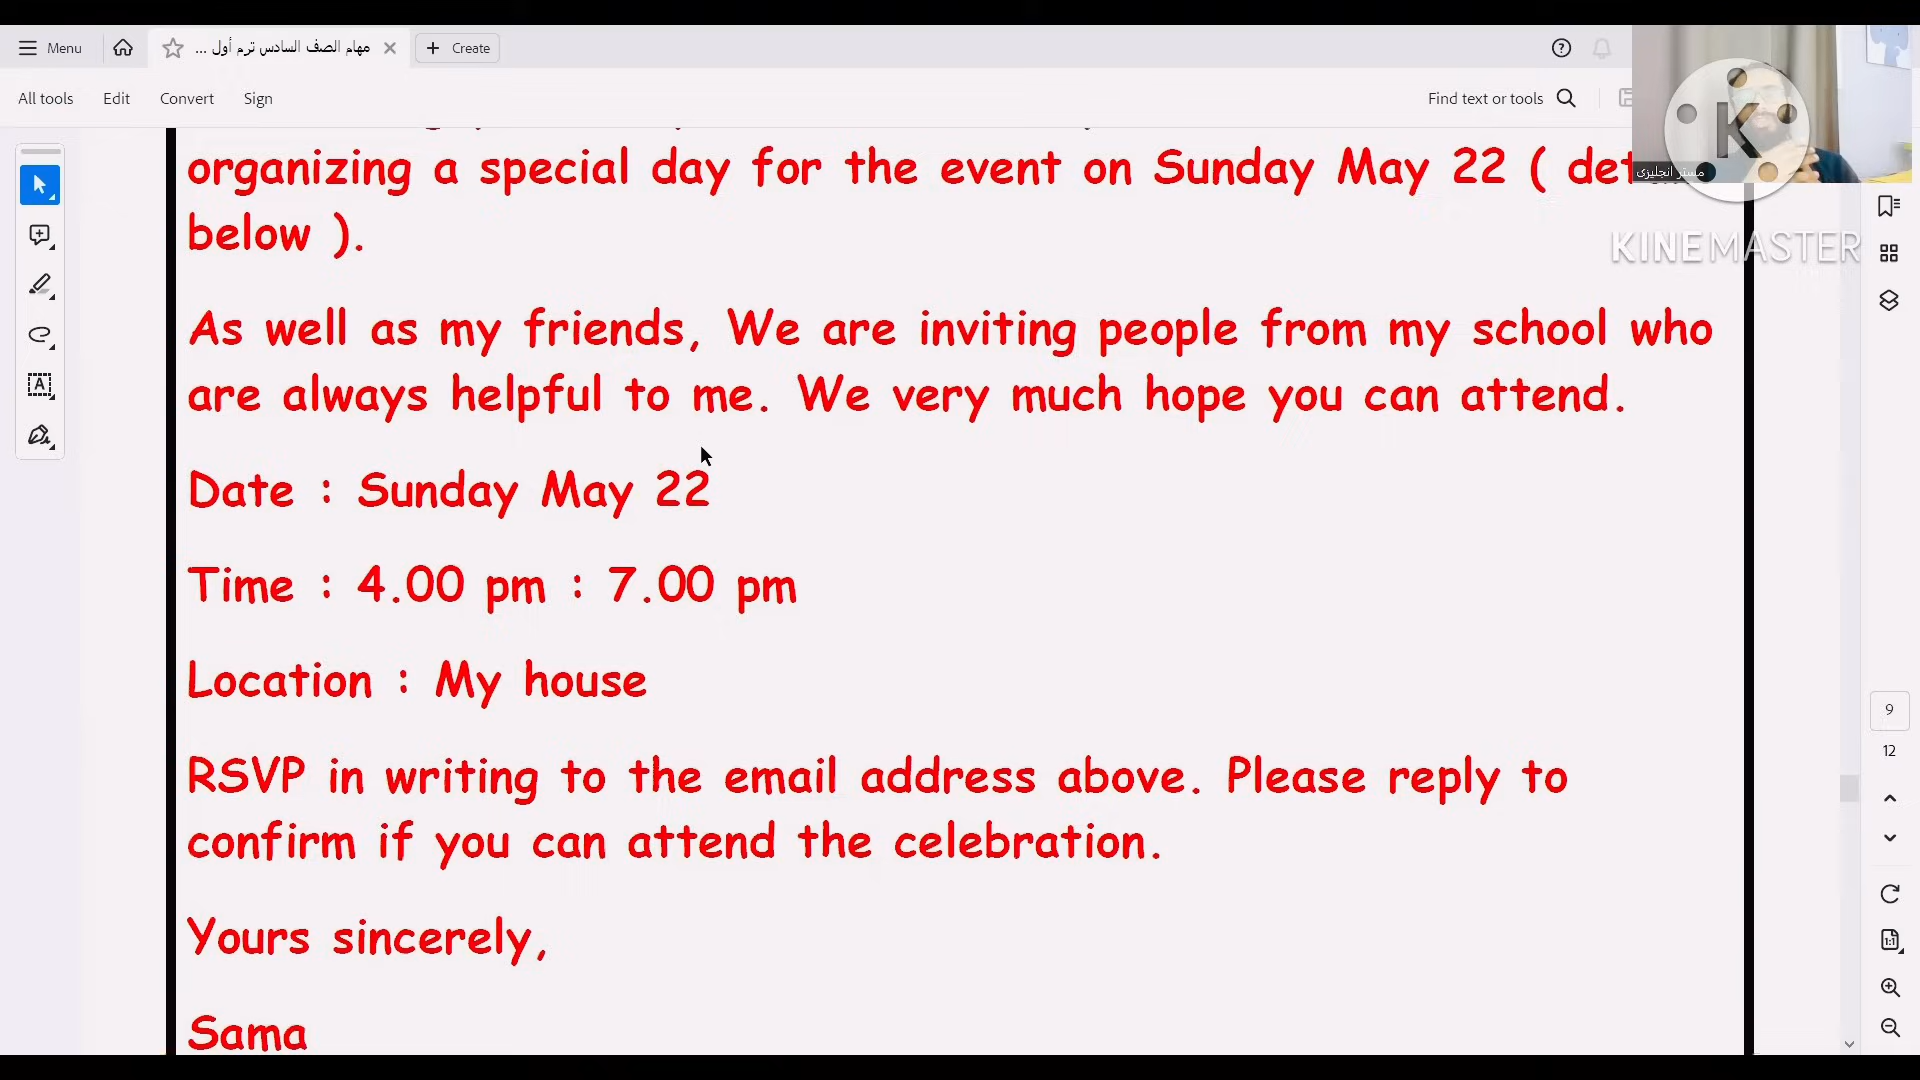 Menu
مهام الصف السادس ترم أول ...
Create
All tools
Edit
Convert
Sign
Find text or tools
K
مستر انجليزى
KINEMASTER
organizing a special day for the event on Sunday May 22 (
below ).
As well as my friends, We are inviting people from my school who
are always helpful to me. We very much hope you can attend.
Date : Sunday May 22
Time : 4.00 pm : 7.00 pm
Location : My house
RSVP in writing to the email address above. Please reply to
confirm if you can attend the celebration.
Yours sincerely,
Sama
9
12